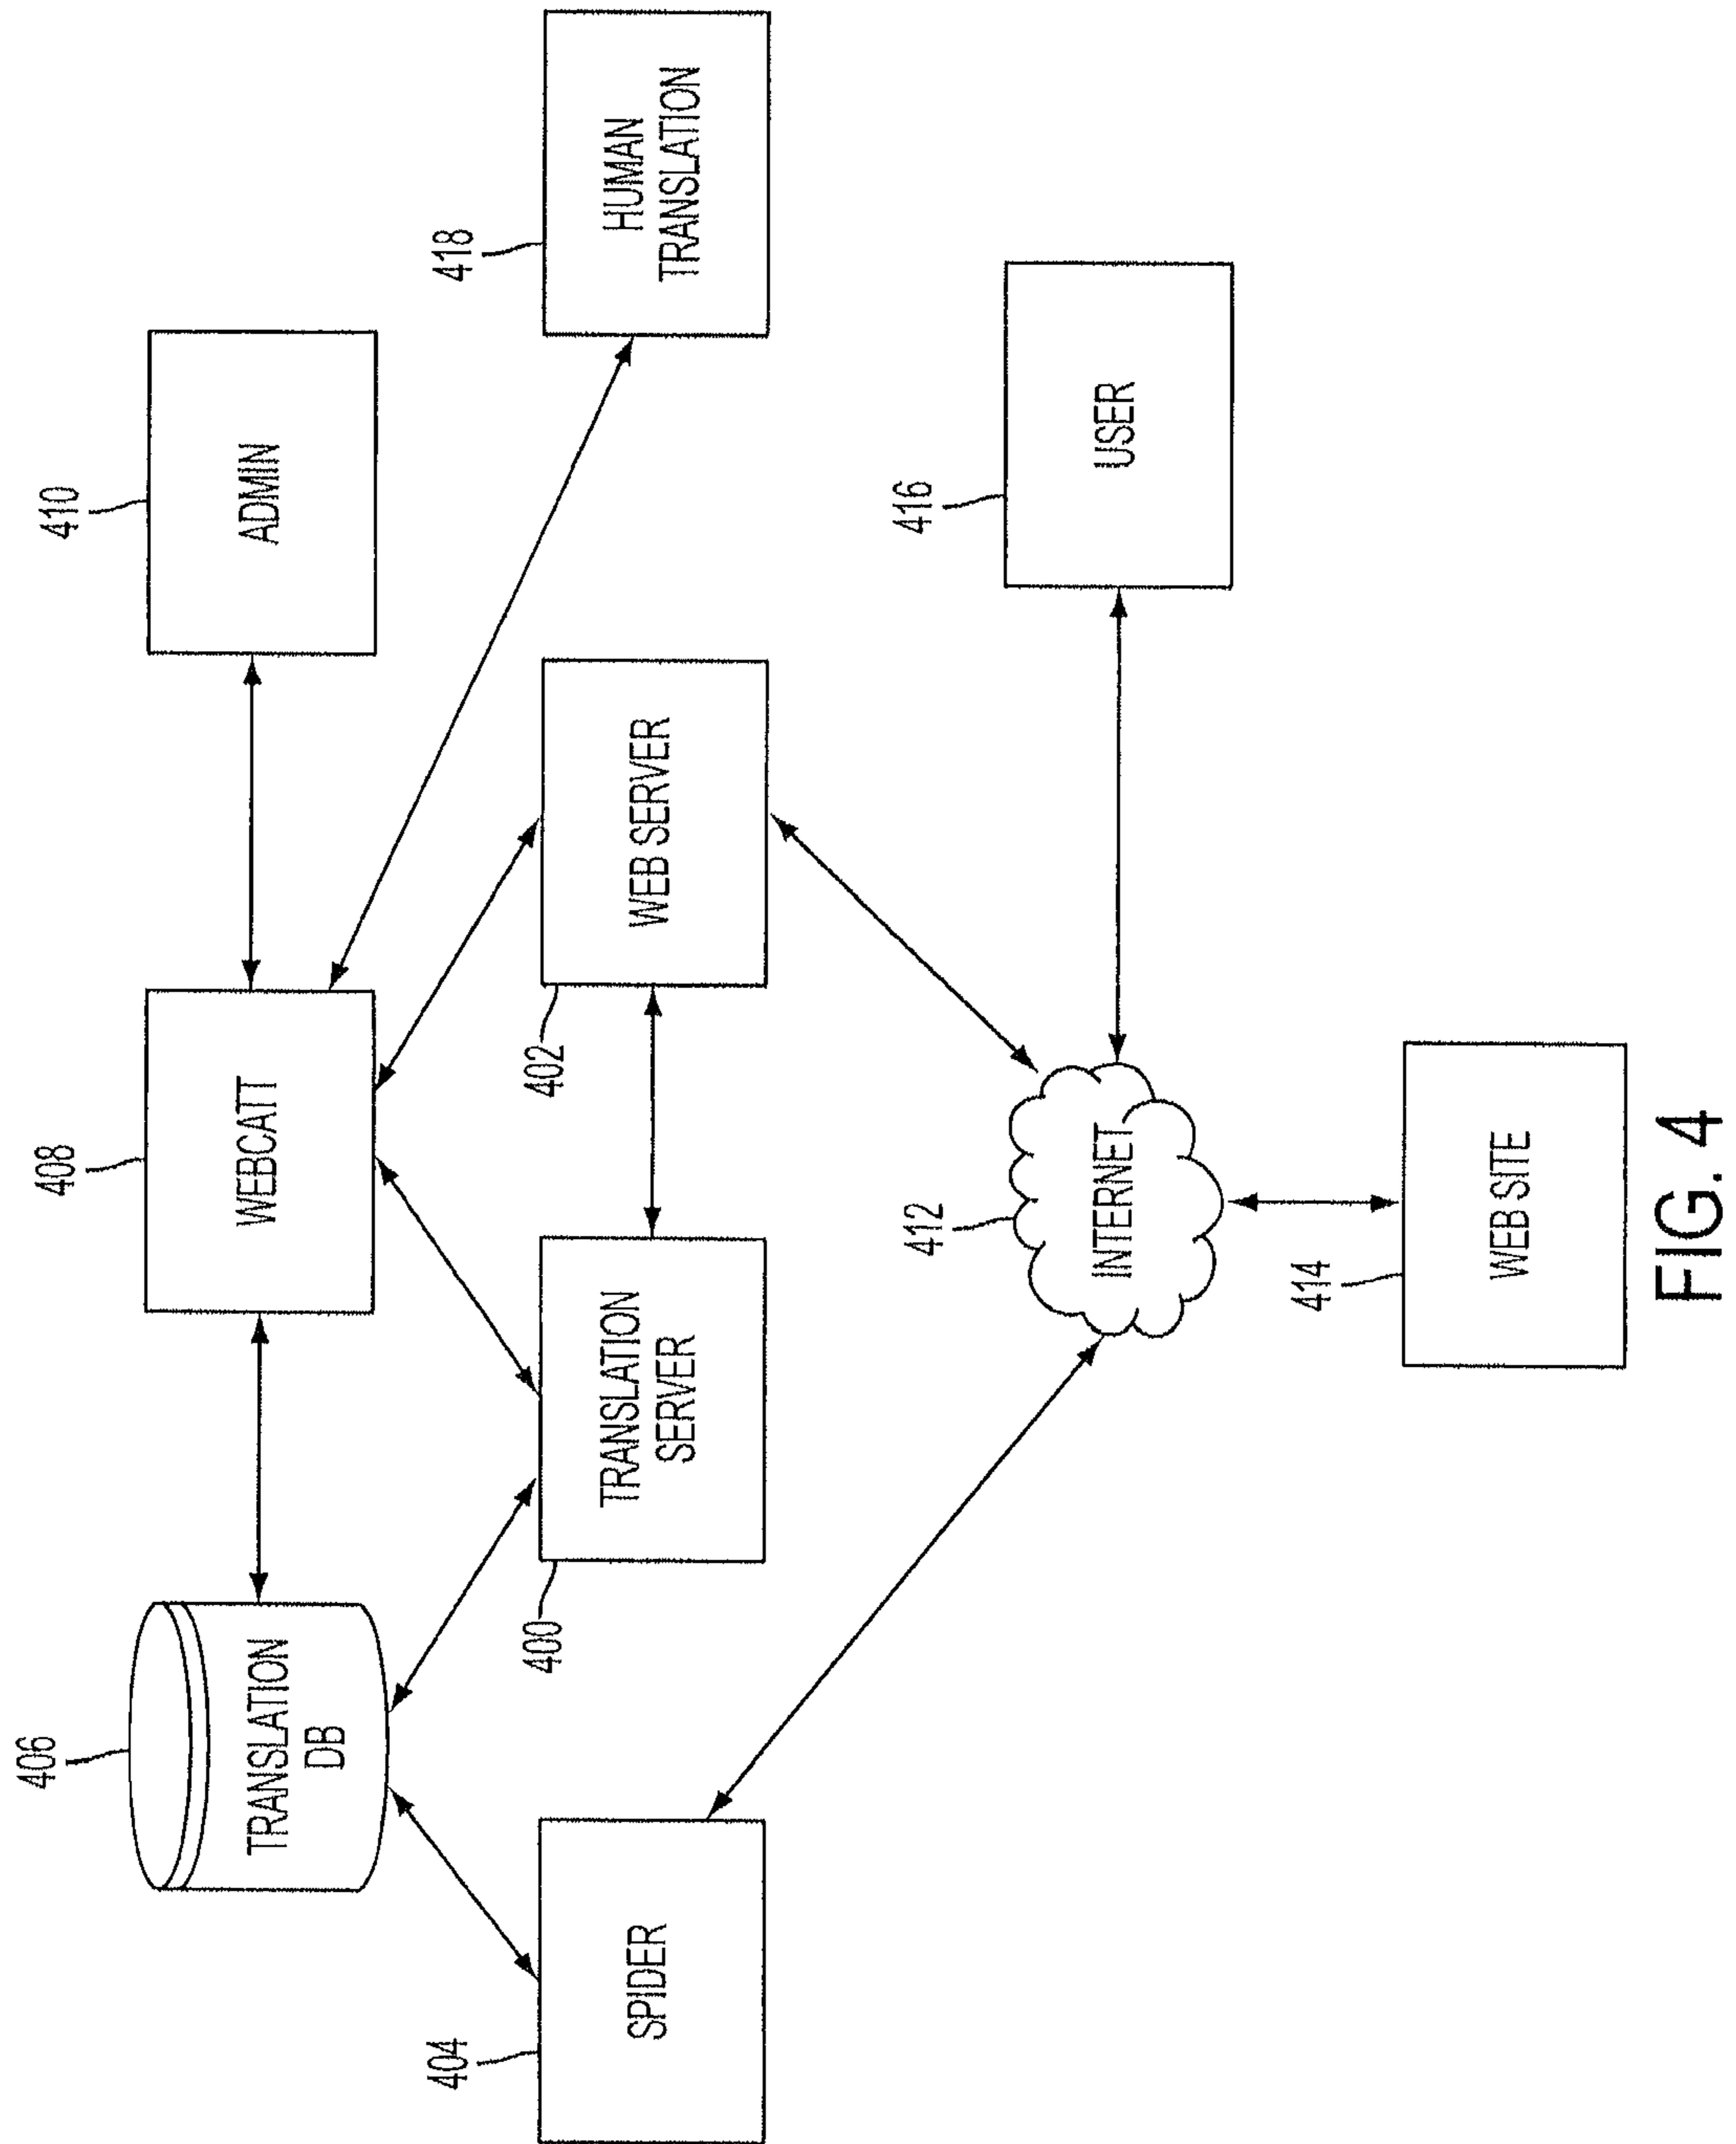 406
TRANSLATION
DB
408
WEBCATT
410
ADMIN
404
SPIDER
400
TRANSLATION
SERVER
402
WEB SERVER
418
HUMAN
TRANSLATION
412
INTERNET
416
USER
414
WEB SITE
FIG. 4